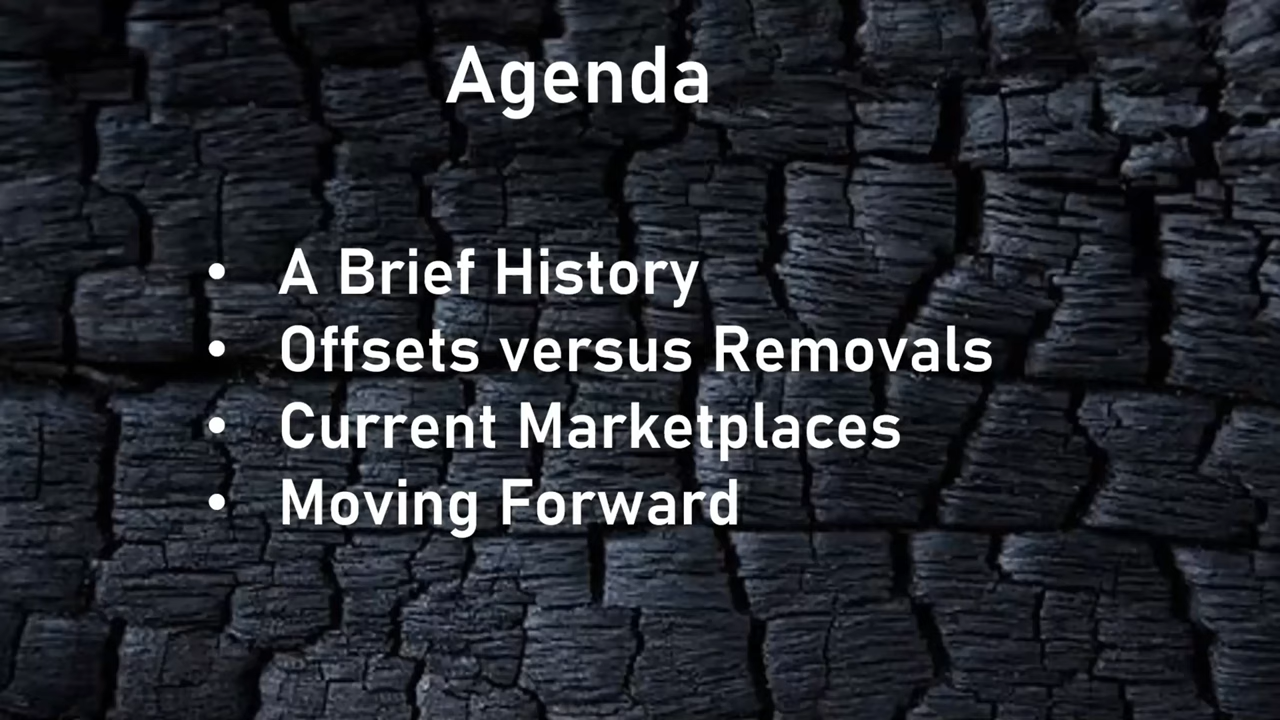 Agenda
• A Brief History
• Offsets versus Removals
• Current Marketplaces
• Moving Forward